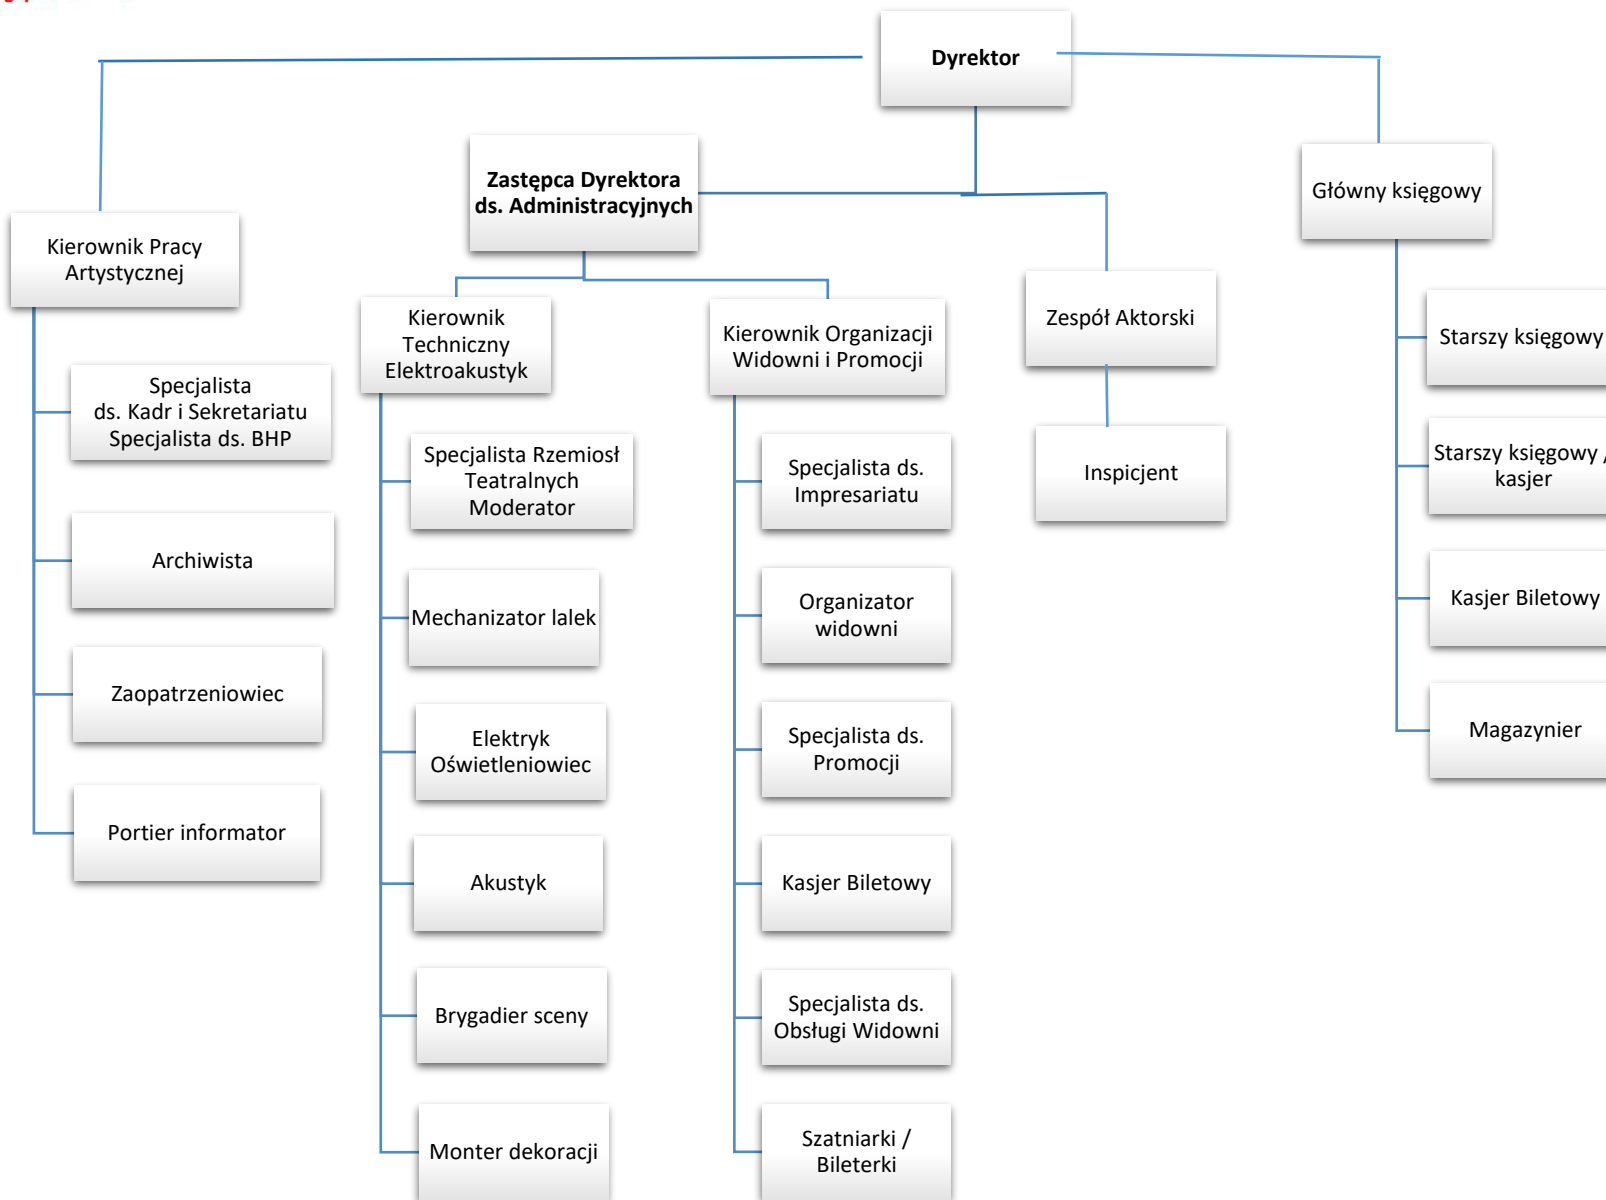 Dyrektor
Zastępca Dyrektora
ds. Administracyjnych
Główny księgowy
Kierownik Pracy
Artystycznej
Kierownik
Techniczny
Elektroakustyk
Kierownik Organizacji
Widowni i Promocji
Zespół Aktorski
Starszy księgowy
Specjalista
ds. Kadr i Sekretariatu
Specjalista ds. BHP
Specjalista Rzemiosł
Teatralnych
Moderator
Specjalista ds.
Impresariatu
Inspicjent
Starszy księgowy /
kasjer
Archiwista
Mechanizator lalek
Organizator
widowni
Kasjer Biletowy
Zaopatrzeniowiec
Elektryk
Oświetleniowiec
Specjalista ds.
Promocji
Magazynier
Portier informator
Akustyk
Kasjer Biletowy
Brygadier sceny
Specjalista ds.
Obsługi Widowni
Monter dekoracji
Szatniarki /
Bileterki